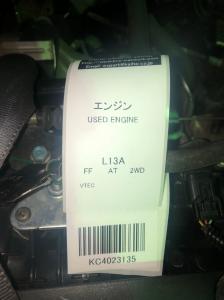 エンジン
USED ENGINE
L13A
FF AT 2WD
VTEC
KC4023135